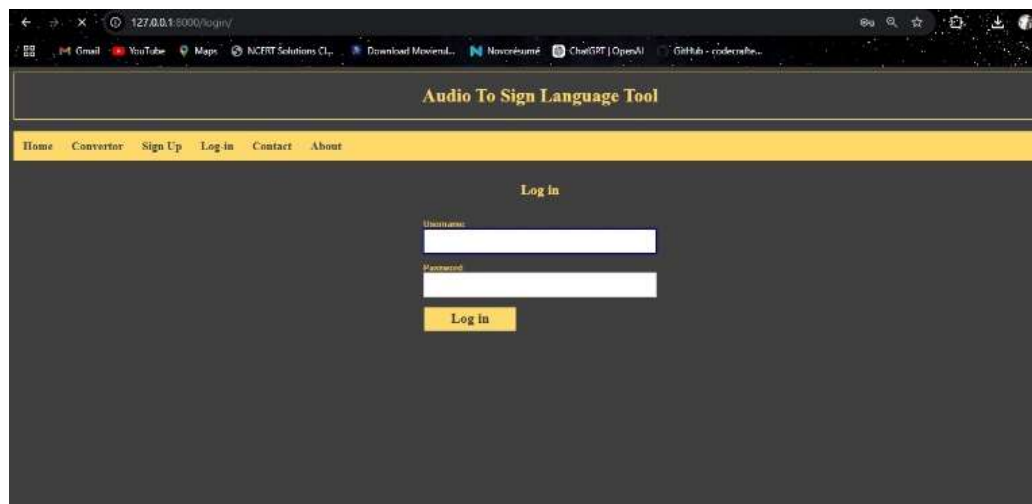 127.0.0.1:8000/login/
Gmail YouTube Maps NCERT Solutions Cl... Download Movierul... Novorésumé ChatGPT | OpenAI GitHub - codecrafte...
Audio To Sign Language Tool
Home Convertor Sign Up Log-in Contact About
Log in
Username
Password
Log in